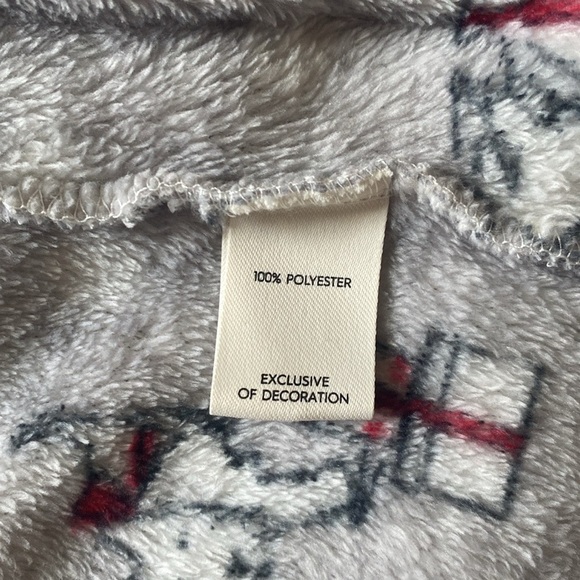 100% POLYESTER
EXCLUSIVE
OF DECORATION